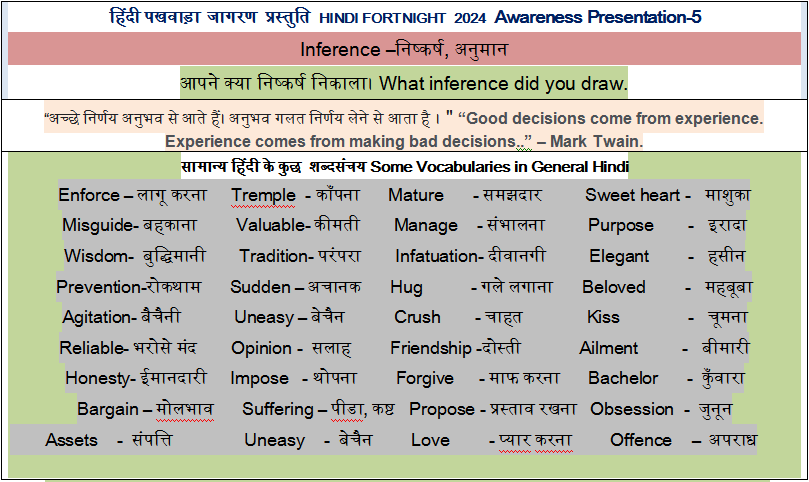 हिंदी पखवाड़ा जागरण प्रस्तुति HINDI FORTNIGHT 2024 Awareness Presentation-5
Inference –निष्कर्ष, अनुमान
आपने क्या निष्कर्ष निकाला। What inference did you draw.
“अच्छे निर्णय अनुभव से आते हैं। अनुभव गलत निर्णय लेने से आता है । " “Good decisions come from experience.
Experience comes from making bad decisions..” – Mark Twain.
सामान्य हिंदी के कुछ शब्दसंचय Some Vocabularies in General Hindi
Enforce – लागू करना Tremple - काँपना Mature - समझदार Sweet heart - माशुका
Misguide- बहकाना Valuable- कीमती Manage - संभालना Purpose - इरादा
Wisdom- बुद्धिमानी Tradition- परंपरा Infatuation- दीवानगी Elegant - हसीन
Prevention-रोकथाम Sudden – अचानक Hug - गले लगाना Beloved - महबूबा
Agitation- बैचैनी Uneasy – बेचैन Crush - चाहत Kiss - चूमना
Reliable- भरोसे मंद Opinion - सलाह Friendship -दोस्ती Ailment - बीमारी
Honesty- ईमानदारी Impose - थोपना Forgive - माफ करना Bachelor - कुँवारा
Bargain – मोलभाव Suffering – पीडा, कष्ट Propose - प्रस्ताव रखना Obsession - जुनून
Assets - संपत्ति Uneasy - बेचैन Love - प्यार करना Offence – अपराध